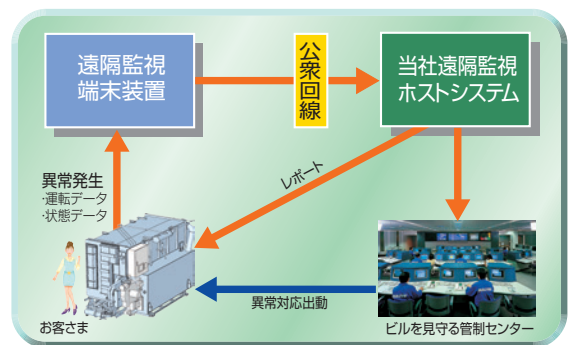 遠隔監視
端末装置
公衆回線
当社遠隔監視
ホストシステム
異常発生
・運転データ
・状態データ
レポート
異常対応出動
お客さま
ビルを見守る管制センター